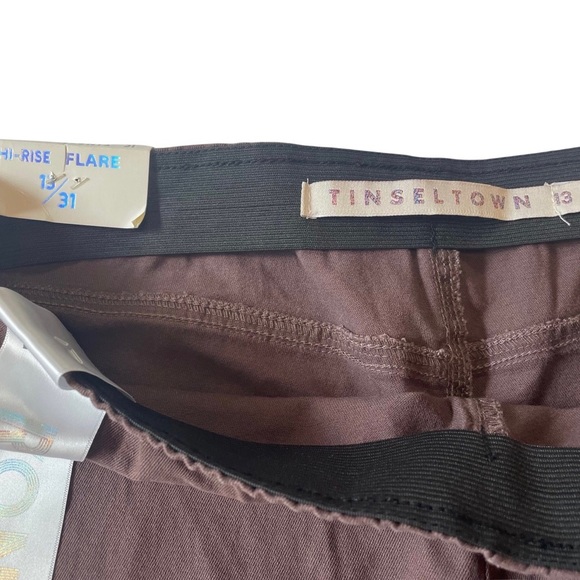 HI-RISE FLARE
13/31
TINSELTOWN 13